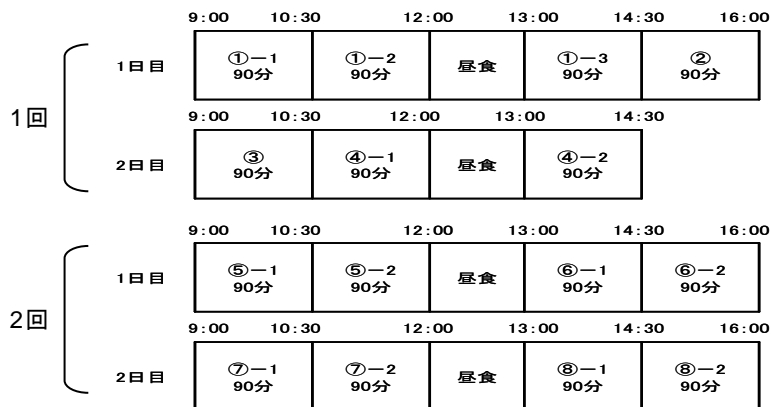 9:00 10:30 12:00 13:00 14:30 16:00
1日目 ①－1 ①－2 昼食 ①－3 ②
90分 90分 90分 90分
1回
9:00 10:30 12:00 13:00 14:30
2日目 ③ ④－1 昼食 ④－2
90分 90分 90分
9:00 10:30 12:00 13:00 14:30 16:00
1日目 ⑤－1 ⑤－2 昼食 ⑥－1 ⑥－2
90分 90分 90分 90分
2回
9:00 10:30 12:00 13:00 14:30 16:00
2日目 ⑦－1 ⑦－2 昼食 ⑧－1 ⑧－2
90分 90分 90分 90分